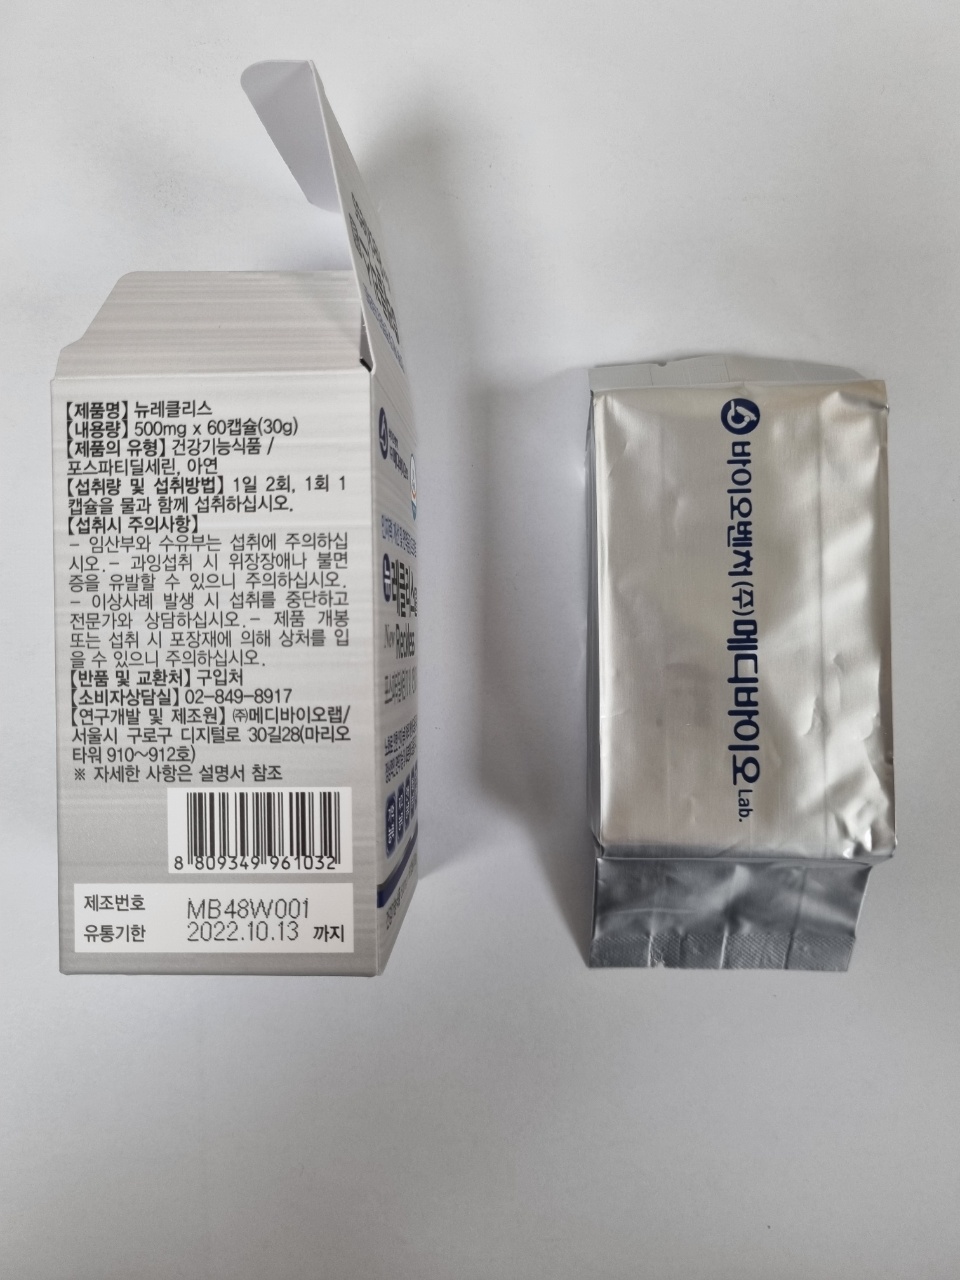 【제품명】 뉴레클리스
【내용량】 500mg x 60캡슐(30g)
【제품의 유형】 건강기능식품 /
포스파티딜세린, 아연
【섭취량 및 섭취방법】 1일 2회, 1회 1
캡슐을 물과 함께 섭취하십시오.
【섭취시 주의사항】
- 임산부와 수유부는 섭취에 주의하십
시오.- 과잉섭취 시 위장장애나 불면
증을 유발할 수 있으니 주의하십시오.
- 이상사례 발생 시 섭취를 중단하고
전문가와 상담하십시오.- 제품 개봉
또는 섭취 시 포장재에 의해 상처를 입
을 수 있으니 주의하십시오.
【반품 및 교환처】 구입처
【소비자상담실】 02-849-8917
【연구개발 및 제조원】 ㈜메디바이오랩/
서울시 구로구 디지털로 30길28(마리오
타워 910~912호)
※ 자세한 사항은 설명서 참조
8 809349 961032
제조번호 MB48W001
유통기한 2022.10.13 까지
뉴레클리스
New Recless
바이오벤처(주)메디바이오Lab.